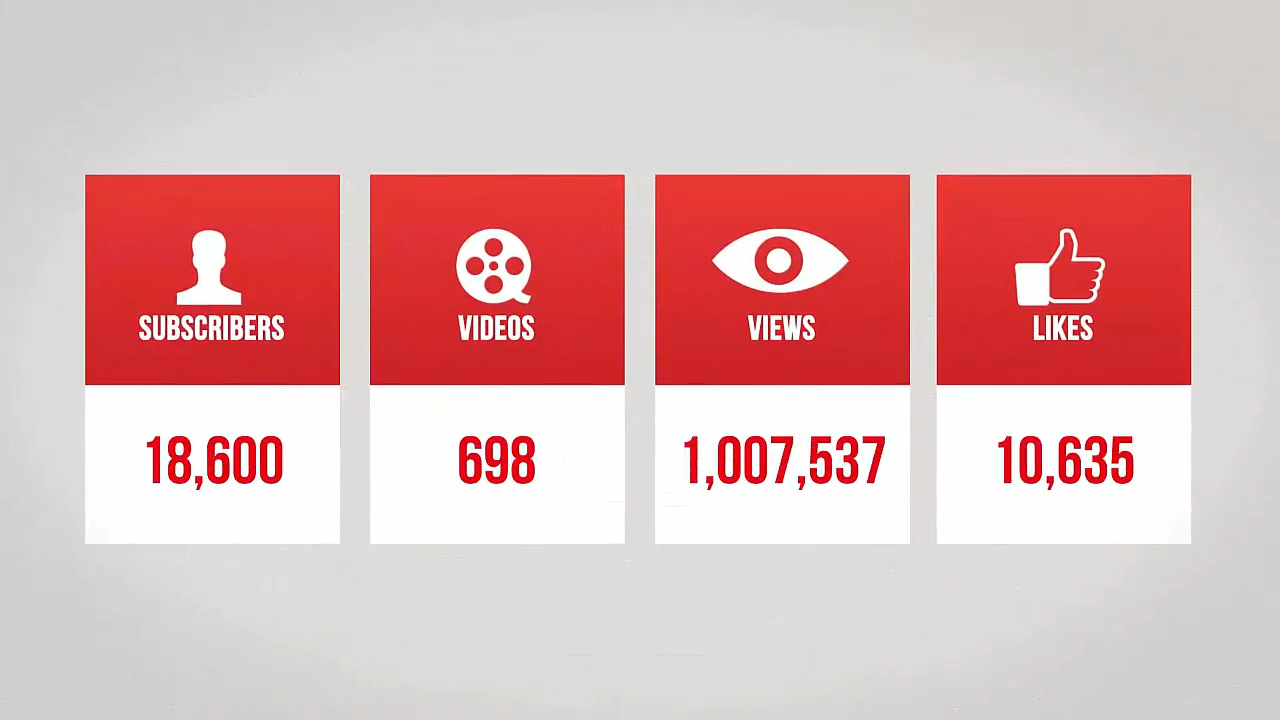 SUBSCRIBERS
18,600
VIDEOS
698
VIEWS
1,007,537
LIKES
10,635